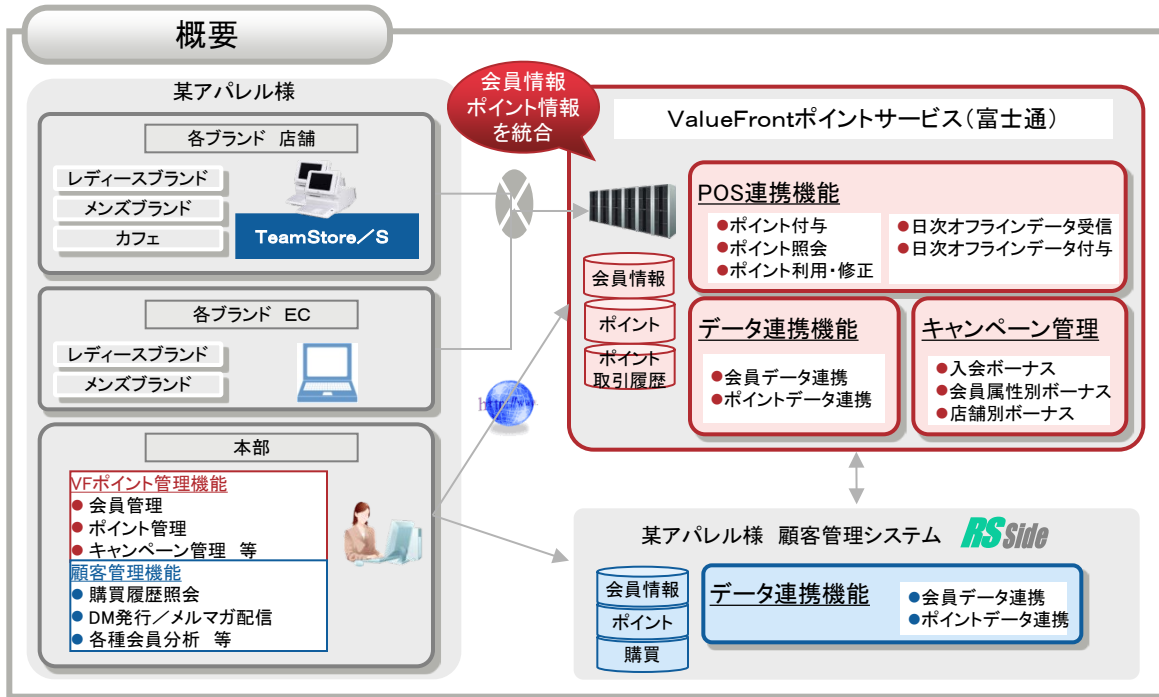 概要
某アパレル様
各ブランド 店舗
レディースブランド
メンズブランド
カフェ
TeamStore／S
各ブランド EC
レディースブランド
メンズブランド
本部
VFポイント管理機能
●会員管理
●ポイント管理
●キャンペーン管理 等
顧客管理機能
●購買履歴照会
●DM発行／メルマガ配信
●各種会員分析 等
会員情報
ポイント情報
を統合
http://www.
ValueFrontポイントサービス（富士通）
会員情報
ポイント
ポイント
取引履歴
POS連携機能
●ポイント付与
●ポイント照会
●ポイント利用・修正
●日次オフラインデータ受信
●日次オフラインデータ付与
データ連携機能
●会員データ連携
●ポイントデータ連携
キャンペーン管理
●入会ボーナス
●会員属性別ボーナス
●店舗別ボーナス
某アパレル様 顧客管理システム RSSide
会員情報
ポイント
購買
データ連携機能
●会員データ連携
●ポイントデータ連携